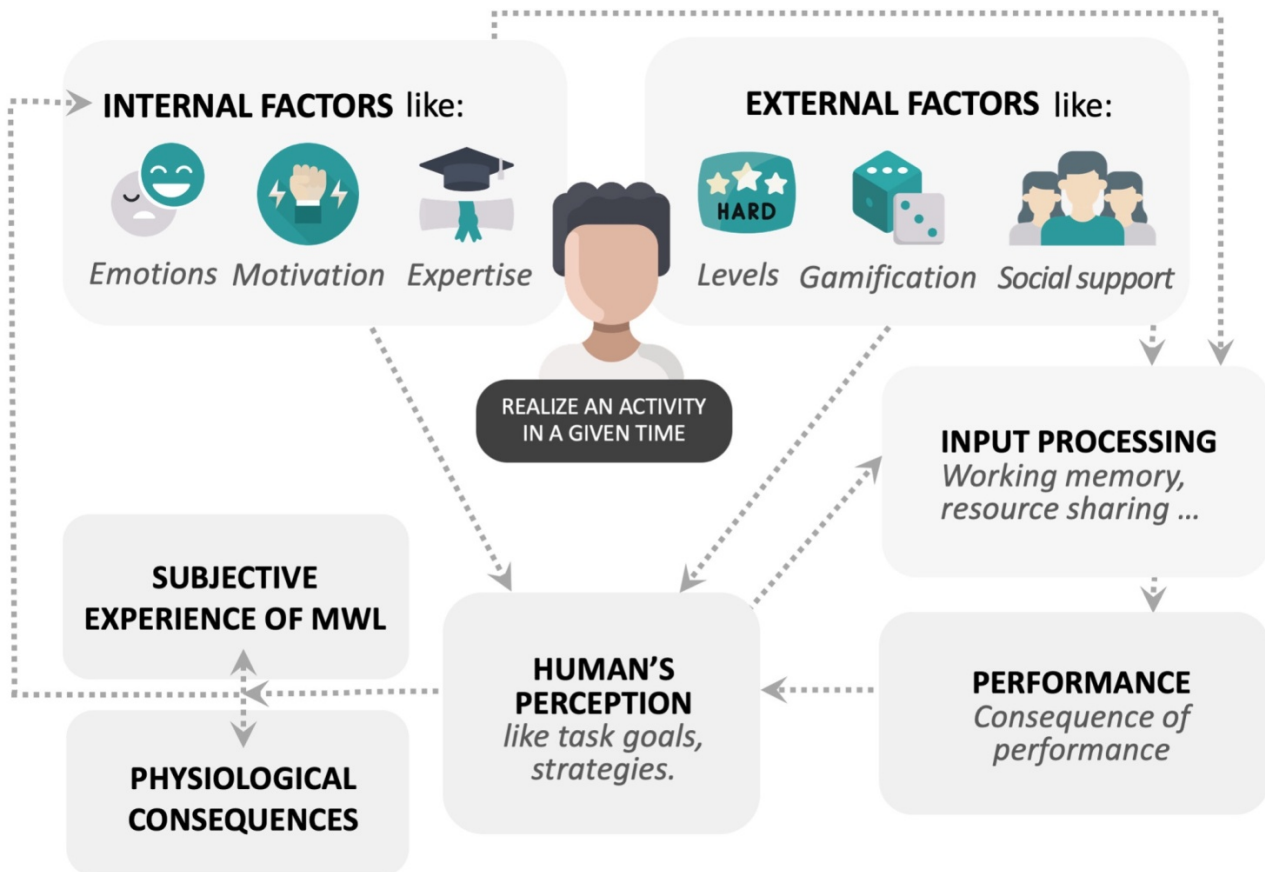 INTERNAL FACTORS like:
Emotions
Motivation
Expertise
EXTERNAL FACTORS like:
HARD
Levels
Gamification
Social support
REALIZE AN ACTIVITY
IN A GIVEN TIME
INPUT PROCESSING
Working memory,
resource sharing ...
SUBJECTIVE
EXPERIENCE OF MWL
HUMAN’S
PERCEPTION
like task goals,
strategies.
PERFORMANCE
Consequence of
performance
PHYSIOLOGICAL
CONSEQUENCES